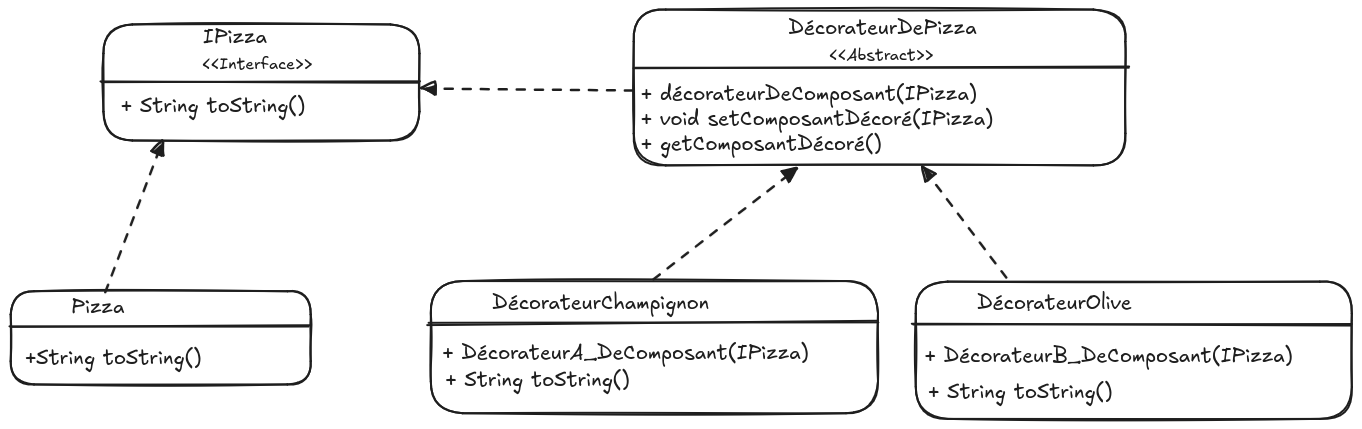 IPizza
<<Interface>>
+ String toString()
DécorateurDePizza
<<Abstract>>
+ décorateurDeComposant(IPizza)
+ void setComposantDécoré(IPizza)
+ getComposantDécoré()
Pizza
+String toString()
DécorateurChampignon
+ DécorateurA_DeComposant(IPizza)
+ String toString()
DécorateurOlive
+ DécorateurB_DeComposant(IPizza)
+ String toString()